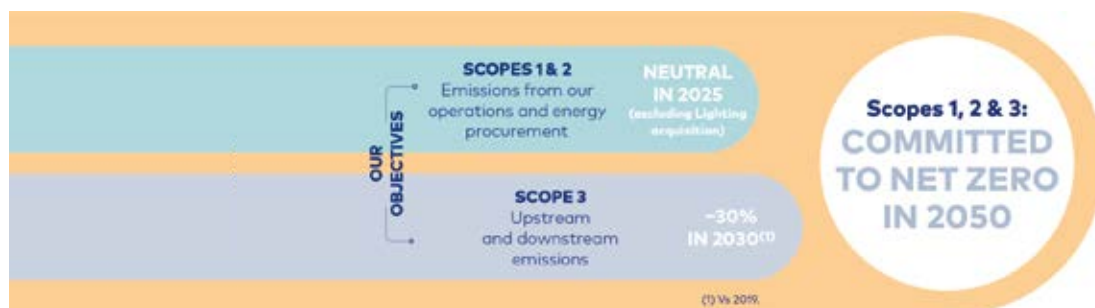 OUR
OBJECTIVES
SCOPES 1 & 2
Emissions from our
operations and energy
procurement
NEUTRAL
IN 2025
(excluding Lighting
acquisition)
SCOPE 3
Upstream
and downstream
emissions
-30%
IN 2030(1)
Scopes 1, 2 & 3:
COMMITTED
TO NET ZERO
IN 2050
(1) Vs 2019.